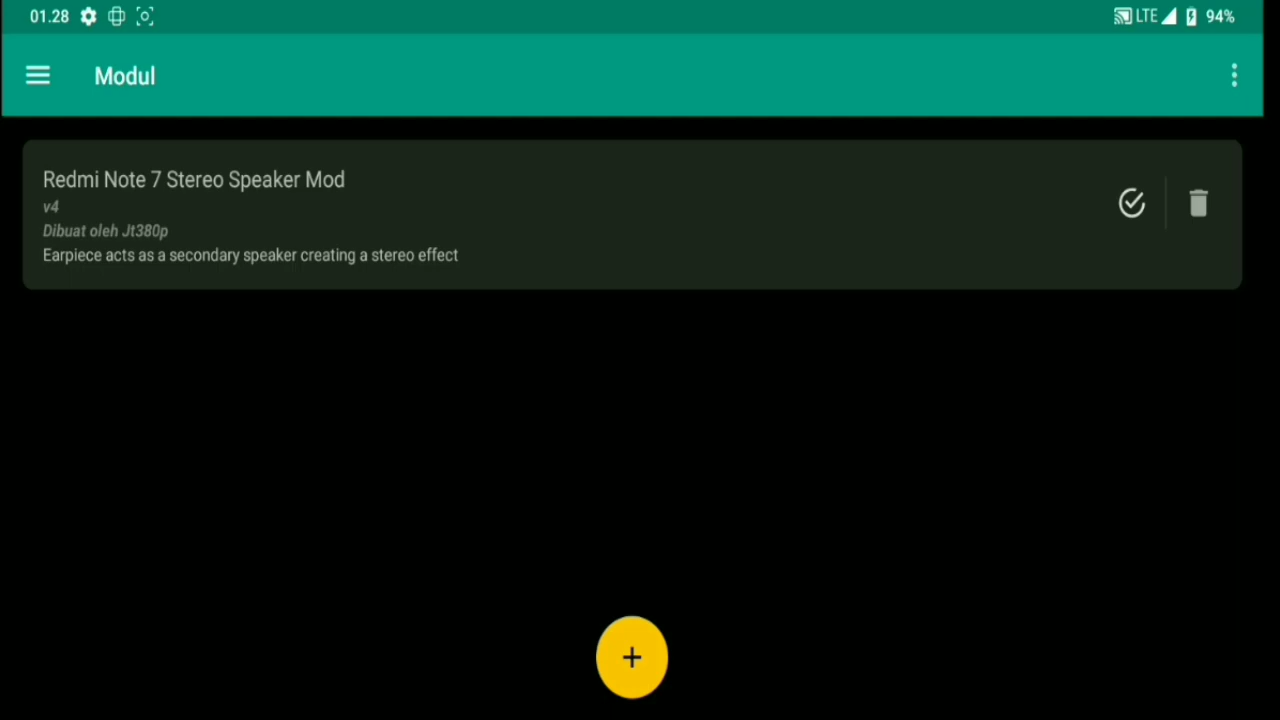 01.28
LTE 94%
Modul
Redmi Note 7 Stereo Speaker Mod
v4
Dibuat oleh Jt380p
Earpiece acts as a secondary speaker creating a stereo effect
+